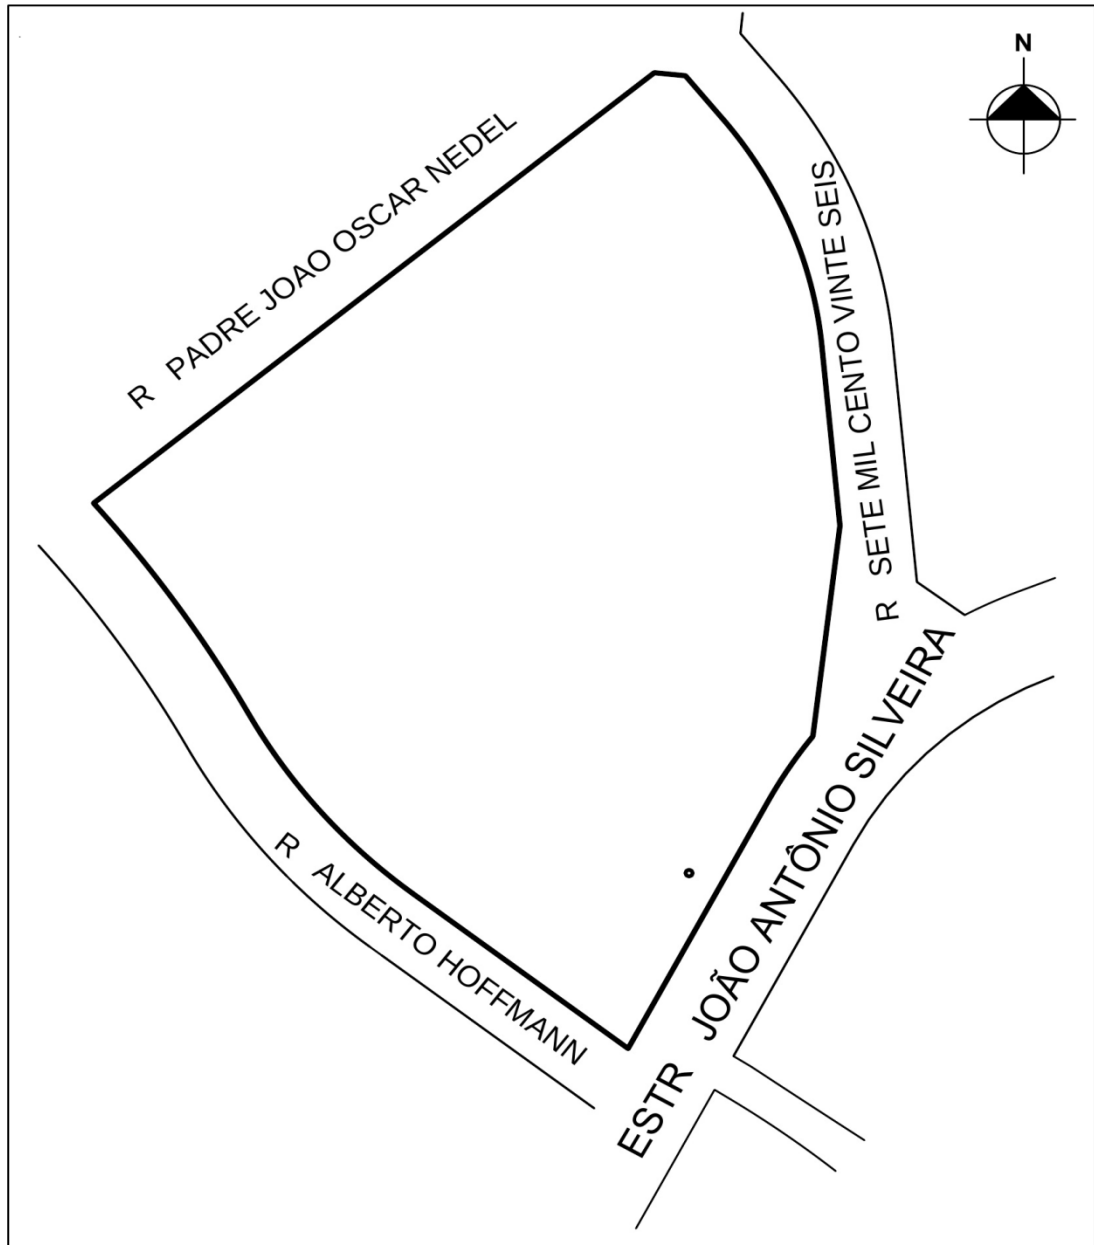 N
R PADRE JOAO OSCAR NEDEL
R SETE MIL CENTO VINTE SEIS
ESTR JOÃO ANTÔNIO SILVEIRA
R ALBERTO HOFFMANN